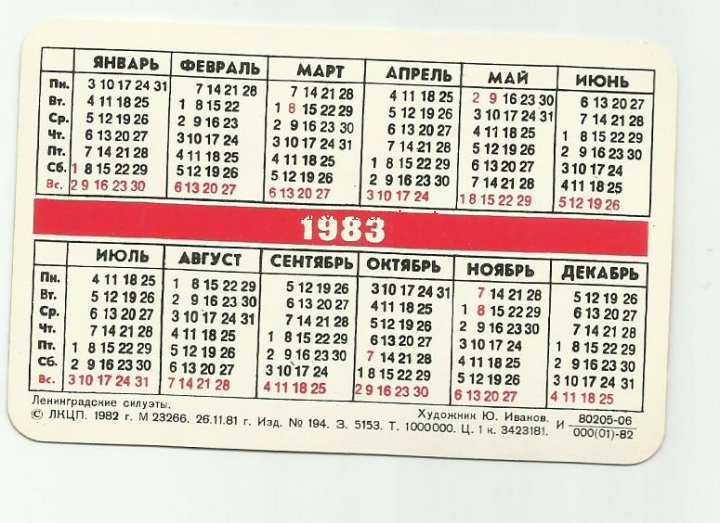 ЯНВАРЬ ФЕВРАЛЬ МАРТ АПРЕЛЬ МАЙ ИЮНЬ
Пн. 3 10 17 24 31 7 14 21 28 7 14 21 28 4 11 18 25 2 9 16 23 30 6 13 20 27
Вт. 4 11 18 25 1 8 15 22 1 8 15 22 29 5 12 19 26 3 10 17 24 31 7 14 21 28
Ср. 5 12 19 26 2 9 16 23 2 9 16 23 30 6 13 20 27 4 11 18 25 1 8 15 22 29
Чт. 6 13 20 27 3 10 17 24 3 10 17 24 31 7 14 21 28 5 12 19 26 2 9 16 23 30
Пт. 7 14 21 28 4 11 18 25 4 11 18 25 1 8 15 22 29 6 13 20 27 3 10 17 24
Сб. 1 8 15 22 29 5 12 19 26 5 12 19 26 2 9 16 23 30 7 14 21 28 4 11 18 25
Вс. 2 9 16 23 30 6 13 20 27 6 13 20 27 3 10 17 24 1 8 15 22 29 5 12 19 26
1983
ИЮЛЬ АВГУСТ СЕНТЯБРЬ ОКТЯБРЬ НОЯБРЬ ДЕКАБРЬ
Пн. 4 11 18 25 1 8 15 22 29 5 12 19 26 3 10 17 24 31 7 14 21 28 5 12 19 26
Вт. 5 12 19 26 2 9 16 23 30 6 13 20 27 4 11 18 25 1 8 15 22 29 6 13 20 27
Ср. 6 13 20 27 3 10 17 24 31 7 14 21 28 5 12 19 26 2 9 16 23 30 7 14 21 28
Чт. 7 14 21 28 4 11 18 25 1 8 15 22 29 6 13 20 27 3 10 17 24 1 8 15 22 29
Пт. 1 8 15 22 29 5 12 19 26 2 9 16 23 30 7 14 21 28 4 11 18 25 2 9 16 23 30
Сб. 2 9 16 23 30 6 13 20 27 3 10 17 24 1 8 15 22 29 5 12 19 26 3 10 17 24 31
Вс. 3 10 17 24 31 7 14 21 28 4 11 18 25 2 9 16 23 30 6 13 20 27 4 11 18 25
Ленинградские силуэты. Художник Ю. Иванов. И 80205-06
© ЛКЦП. 1982 г. М 23266. 26.11.81 г. Изд. № 194. З. 5153. Т. 1000000. Ц. 1 к. 3423181. 000(01)-82